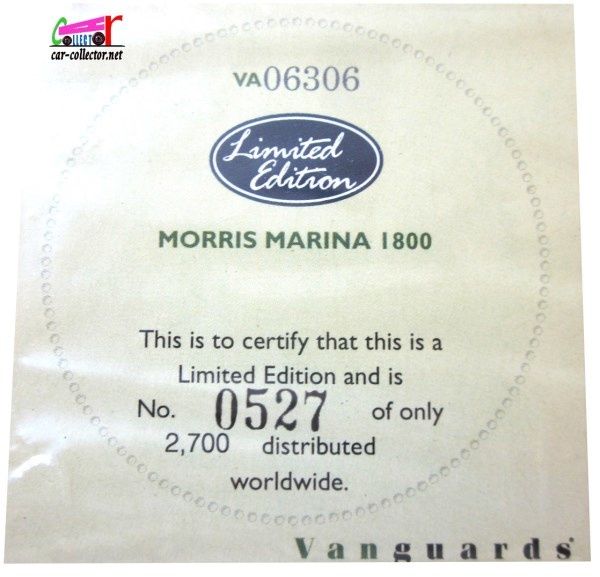 COLLECTOR
car-collector.net
VA06306
Limited
Edition
MORRIS MARINA 1800
This is to certify that this is a
Limited Edition and is
No. 0527 of only
2,700 distributed
worldwide.
Vanguards®